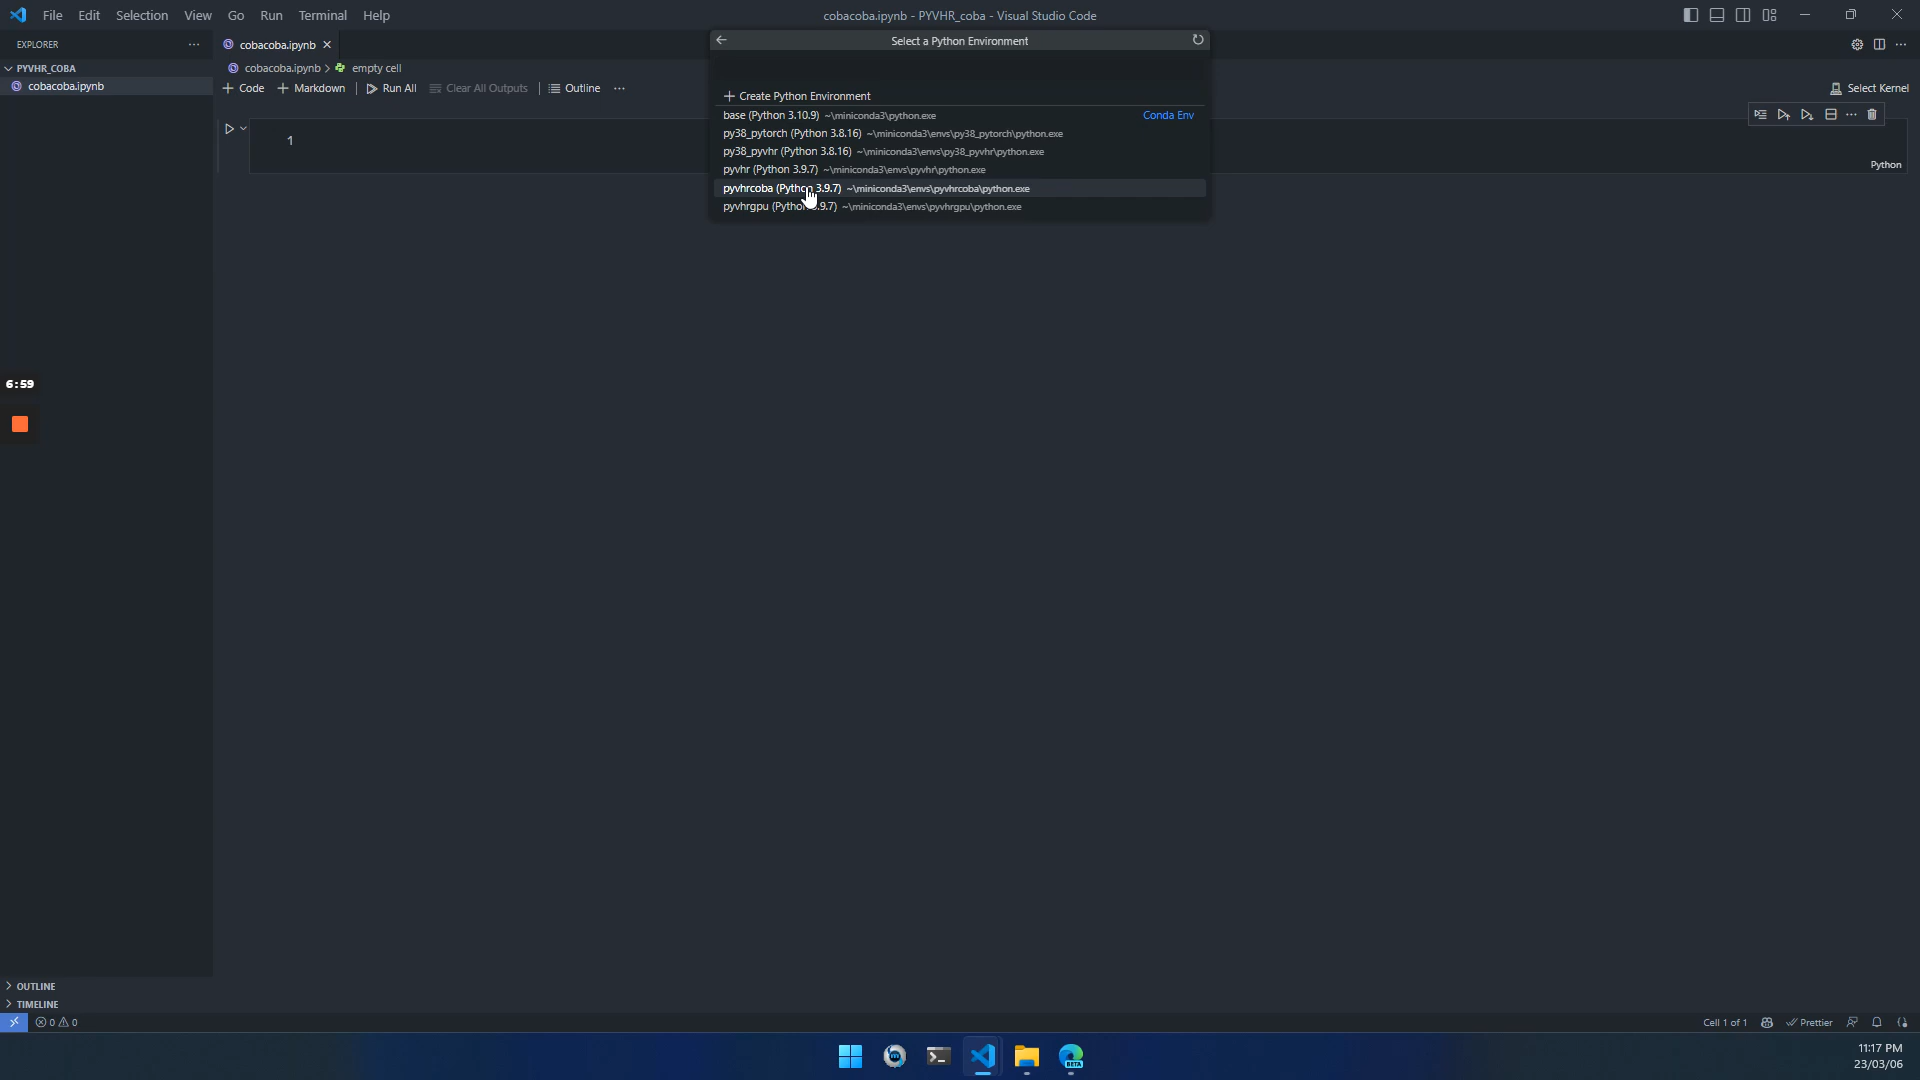 File Edit Selection View Go Run Terminal Help
cobacoba.ipynb - PYVHR_coba - Visual Studio Code
EXPLORER
cobacoba.ipynb
Select a Python Environment
PYVHR_COBA
cobacoba.ipynb > empty cell
cobacoba.ipynb
+ Code + Markdown Run All Clear All Outputs Outline ...
Select Kernel
+ Create Python Environment
base (Python 3.10.9) ~\miniconda3\python.exe Conda Env
py38_pytorch (Python 3.8.16) ~\miniconda3\envs\py38_pytorch\python.exe
py38_pyvhr (Python 3.8.16) ~\miniconda3\envs\py38_pyvhr\python.exe
pyvhr (Python 3.9.7) ~\miniconda3\envs\pyvhr\python.exe
pyvhrcoba (Python 3.9.7) ~\miniconda3\envs\pyvhrcoba\python.exe
pyvhrgpu (Python 3.9.7) ~\miniconda3\envs\pyvhrgpu\python.exe
1
Python
6:59
OUTLINE
TIMELINE
0 0
Cell 1 of 1
Prettier
BETA
11:17 PM
23/03/06